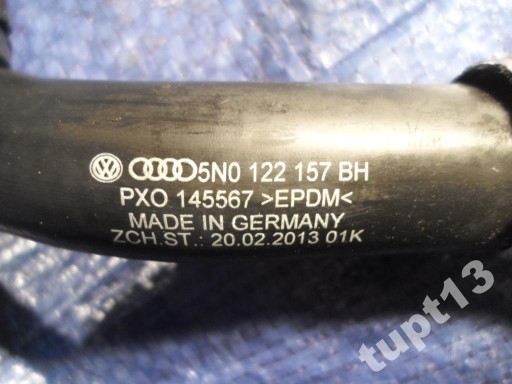 5N0 122 157 BH
PXO 145567 >EPDM<
MADE IN GERMANY
ZCH.ST.: 20.02.2013 01K
tupt13